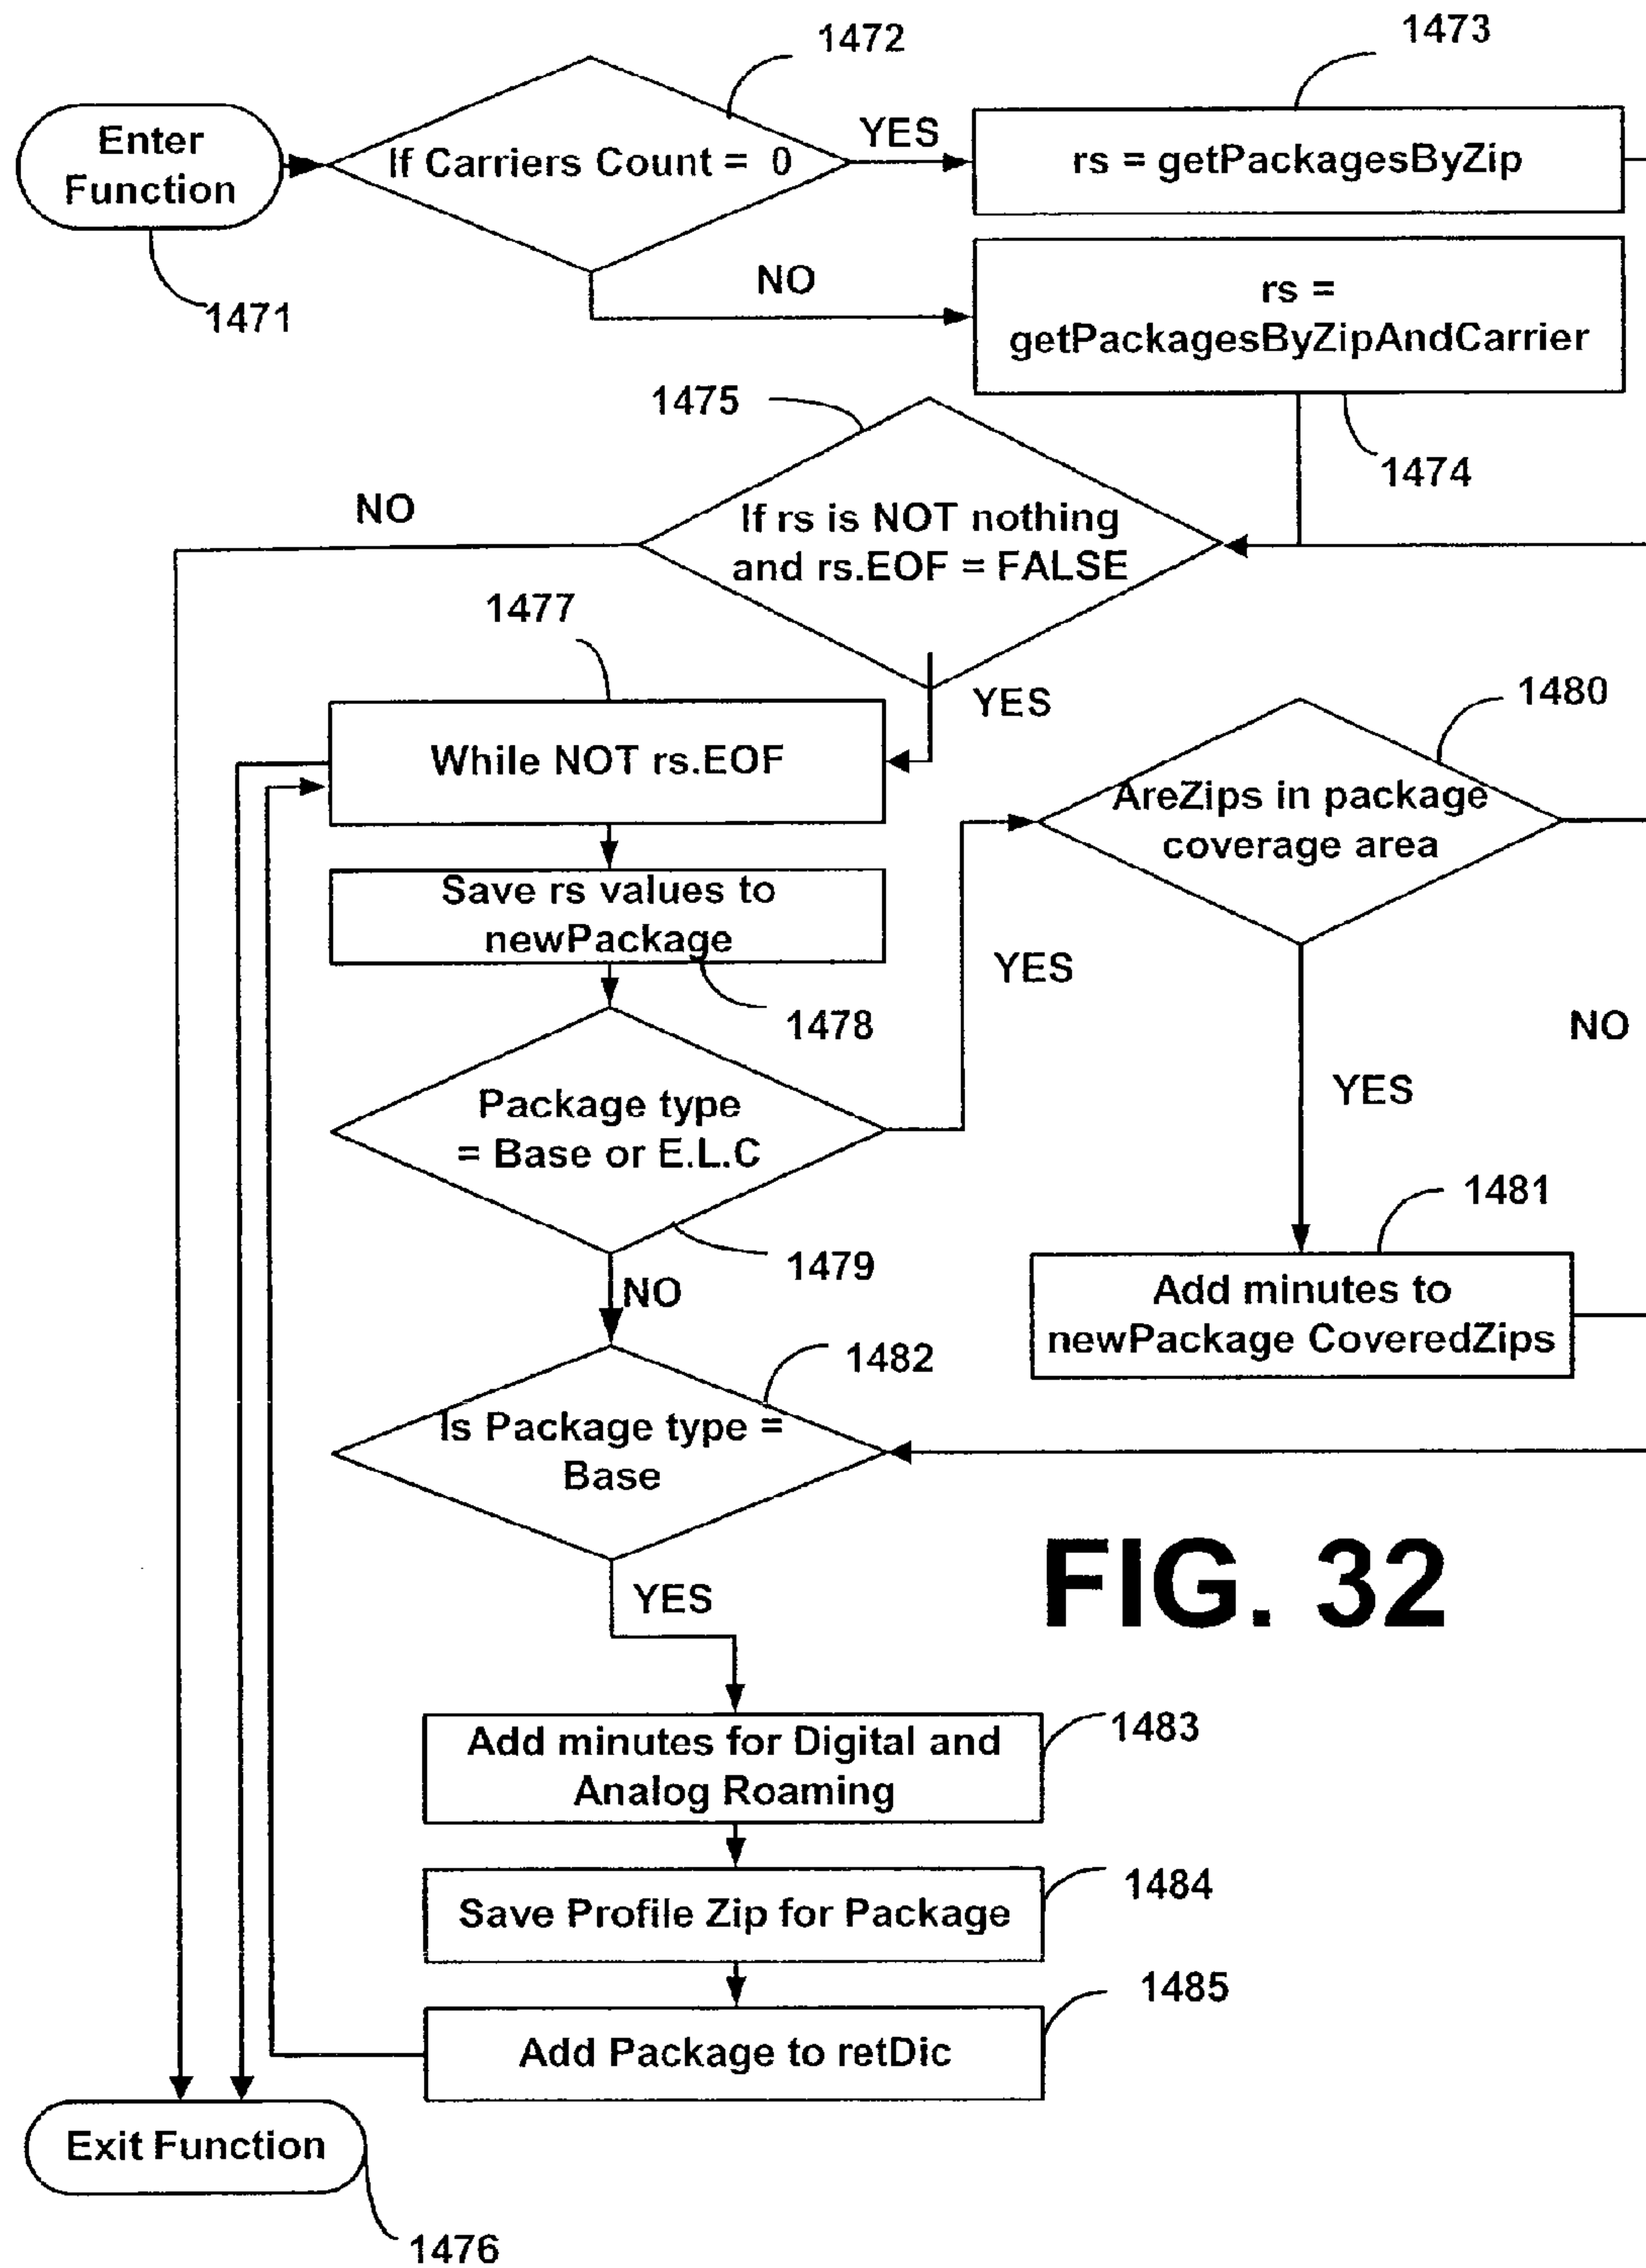 1472
1473
Enter
Function
If Carriers Count = 0
YES
rs = getPackagesByZip
1471
NO
rs =
getPackagesByZipAndCarrier
1475
1474
NO
If rs is NOT nothing
and rs.EOF = FALSE
1477
YES
1480
While NOT rs.EOF
AreZips in package
coverage area
Save rs values to
newPackage
YES
1478
NO
Package type
= Base or E.L.C
YES
1479
1481
NO
Add minutes to
newPackage CoveredZips
1482
Is Package type =
Base
FIG. 32
YES
Add minutes for Digital and
Analog Roaming
1483
Save Profile Zip for Package
1484
1485
Add Package to retDic
Exit Function
1476